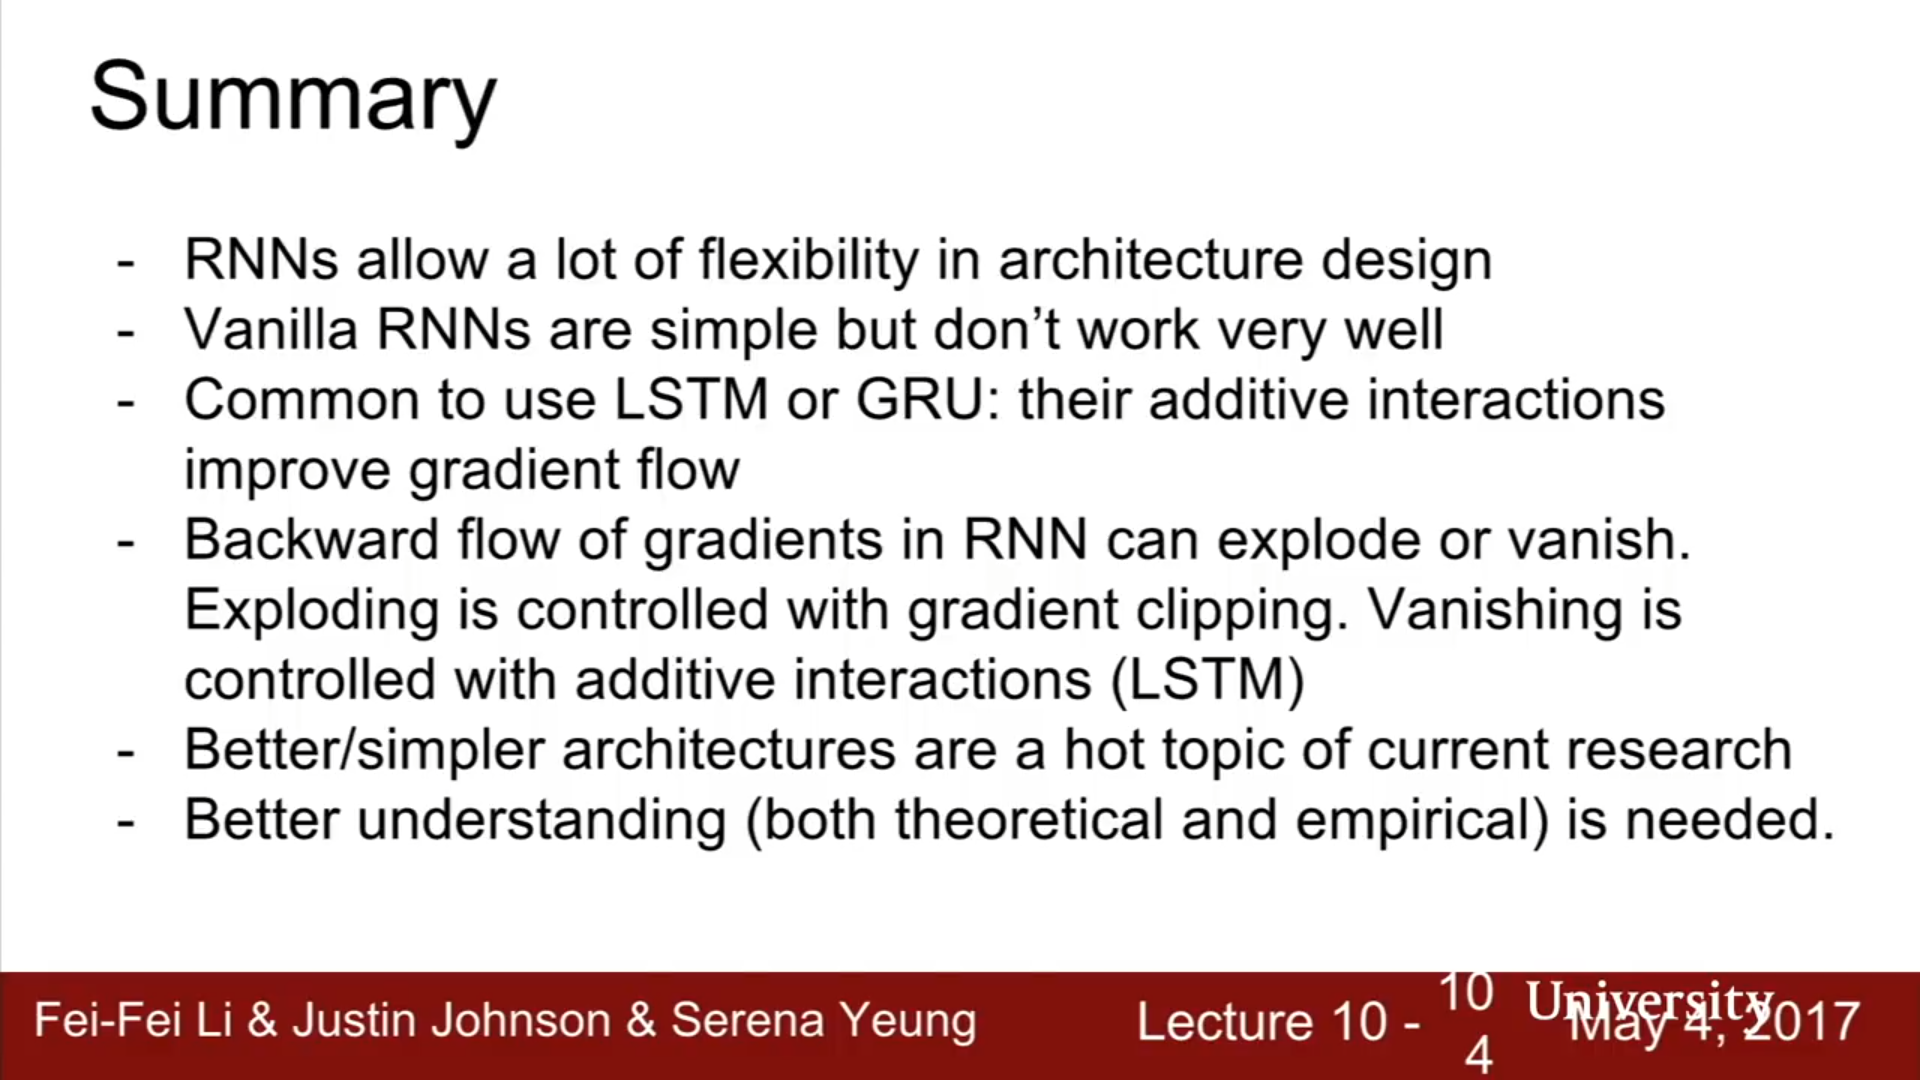 Summary
- RNNs allow a lot of flexibility in architecture design
- Vanilla RNNs are simple but don’t work very well
- Common to use LSTM or GRU: their additive interactions
improve gradient flow
- Backward flow of gradients in RNN can explode or vanish.
Exploding is controlled with gradient clipping. Vanishing is
controlled with additive interactions (LSTM)
- Better/simpler architectures are a hot topic of current research
- Better understanding (both theoretical and empirical) is needed.
Fei-Fei Li & Justin Johnson & Serena Yeung
Lecture 10 -
10
4
University
May 4, 2017